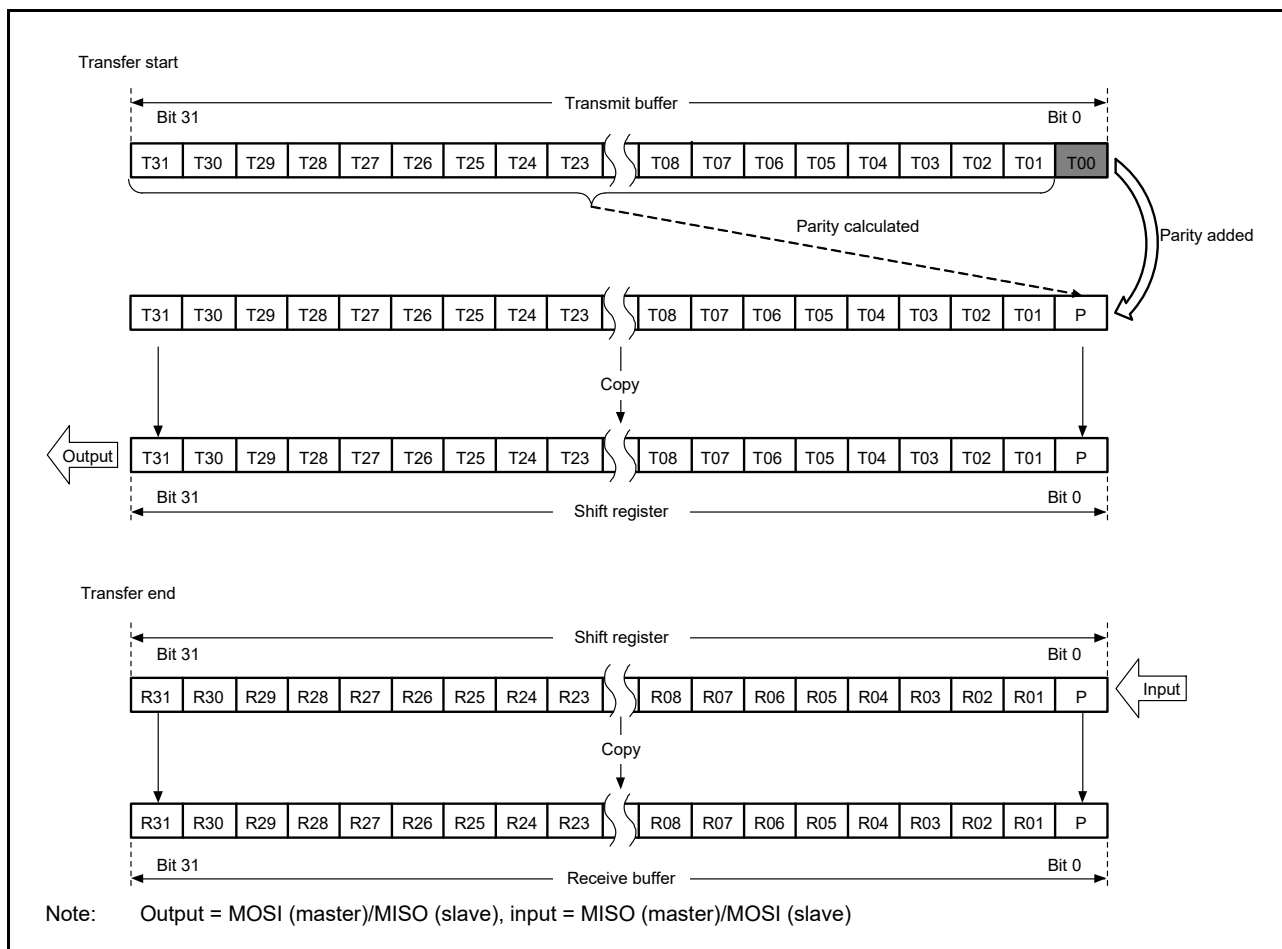 Transfer start
Transmit buffer
Bit 31 Bit 0
T31 T30 T29 T28 T27 T26 T25 T24 T23 T08 T07 T06 T05 T04 T03 T02 T01 T00
Parity calculated
Parity added
T31 T30 T29 T28 T27 T26 T25 T24 T23 T08 T07 T06 T05 T04 T03 T02 T01 P
Copy
Output
T31 T30 T29 T28 T27 T26 T25 T24 T23 T08 T07 T06 T05 T04 T03 T02 T01 P
Bit 31 Bit 0
Shift register
Transfer end
Shift register
Bit 31 Bit 0
R31 R30 R29 R28 R27 R26 R25 R24 R23 R08 R07 R06 R05 R04 R03 R02 R01 P
Input
Copy
R31 R30 R29 R28 R27 R26 R25 R24 R23 R08 R07 R06 R05 R04 R03 R02 R01 P
Bit 31 Bit 0
Receive buffer
Note: Output = MOSI (master)/MISO (slave), input = MISO (master)/MOSI (slave)